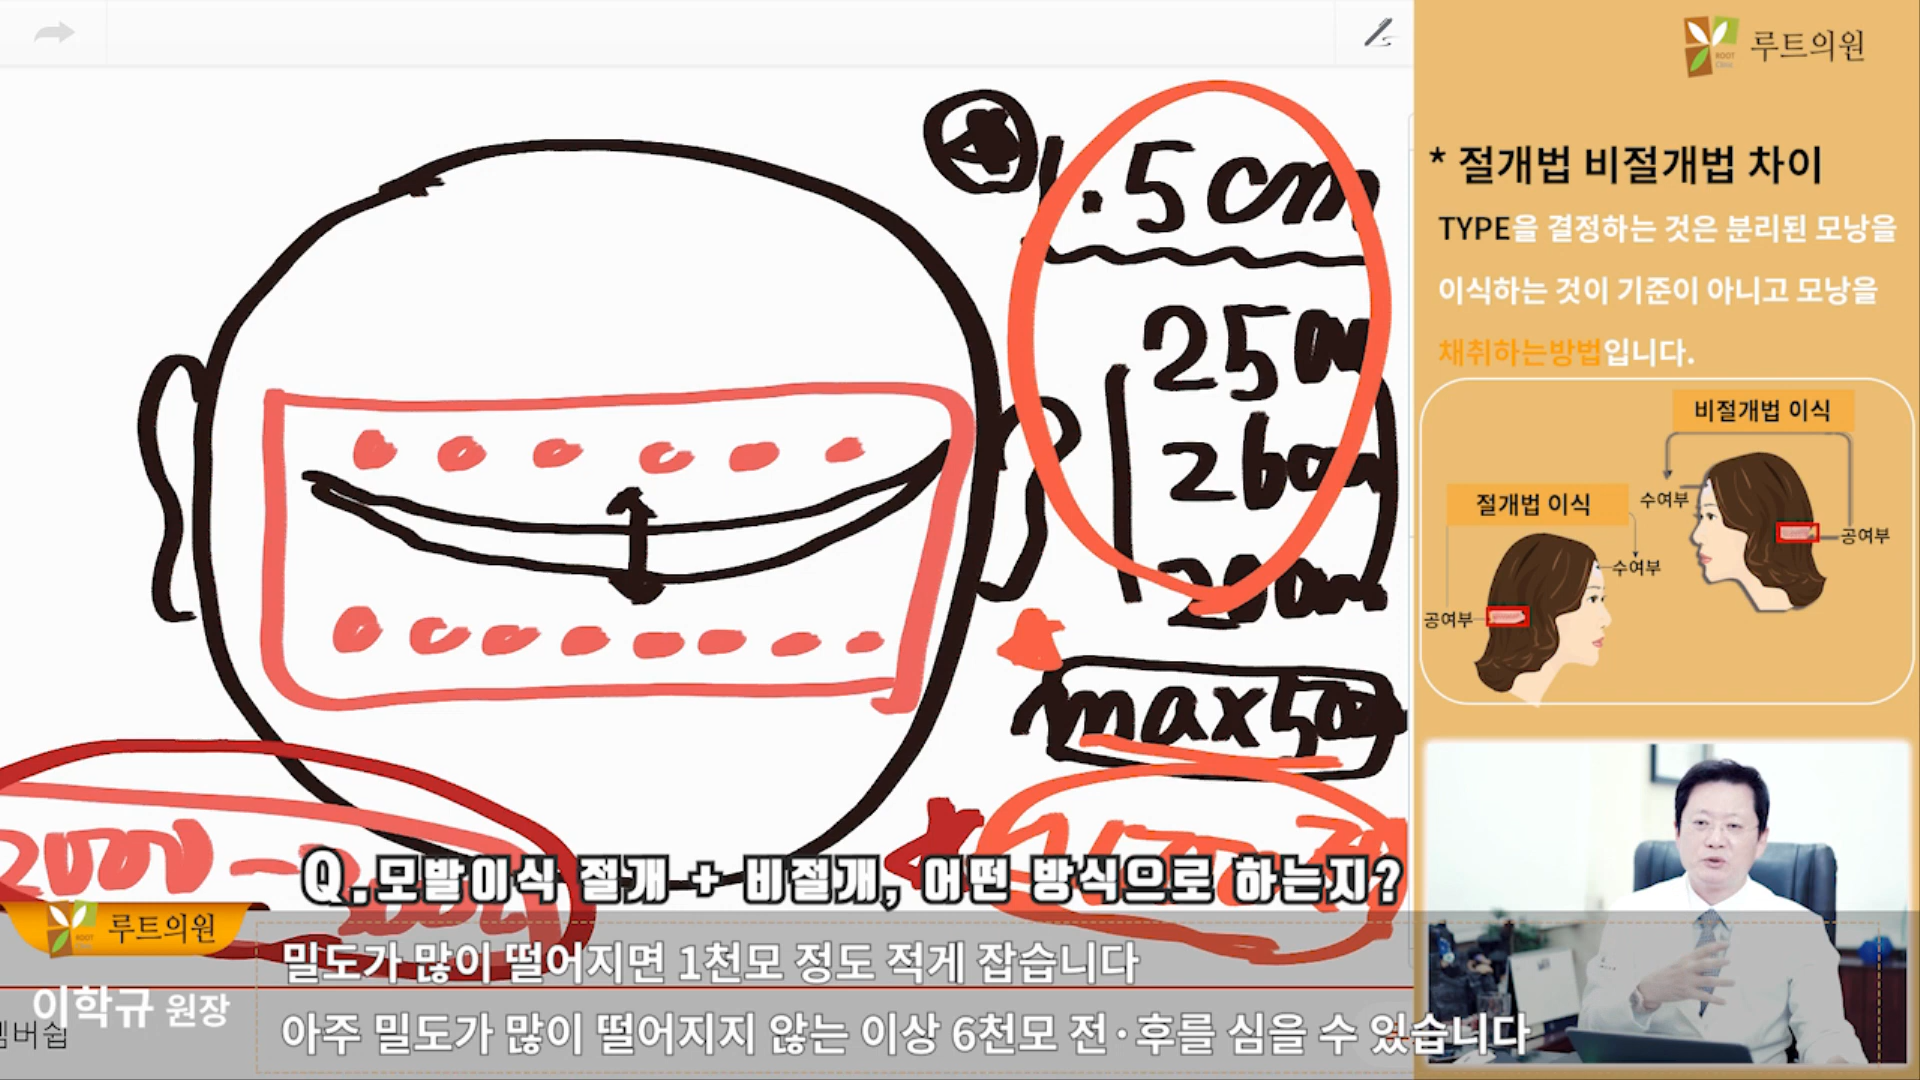 루트의원
* 절개법 비절개법 차이
TYPE을 결정하는 것은 분리된 모낭을
이식하는 것이 기준이 아니고 모낭을
채취하는방법입니다.
비절개법 이식
수여부
공여부
절개법 이식
수여부
공여부
1.5cm
25cm
26cm
max50
2000 -
Q.모발이식 절개 + 비절개, 어떤 방식으로 하는지?
루트의원
밀도가 많이 떨어지면 1천모 정도 적게 잡습니다
이학규 원장
아주 밀도가 많이 떨어지지 않는 이상 6천모 전·후를 심을 수 있습니다
멤버쉽